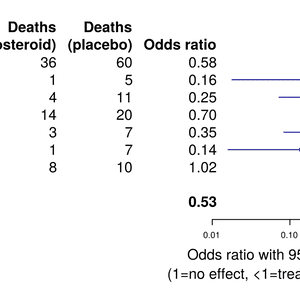 Deaths Deaths
(placebo) Odds ratio
36 60 0.58
1 5 0.16
4 11 0.25
14 20 0.70
3 7 0.35
1 7 0.14
8 10 1.02
0.53
0.01 0.10
Odds ratio with 95
(1=no effect, <1=trea